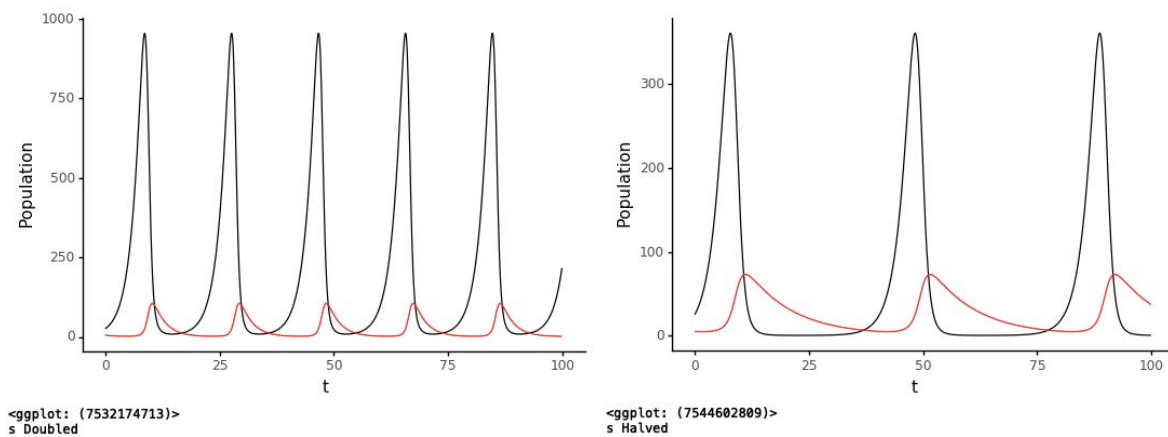 1000
750
500
250
0
Population
0
25
50
75
100
t
<ggplot: (7532174713)>
s Doubled
300
200
100
0
Population
0
25
50
75
100
t
<ggplot: (7544602809)>
s Halved